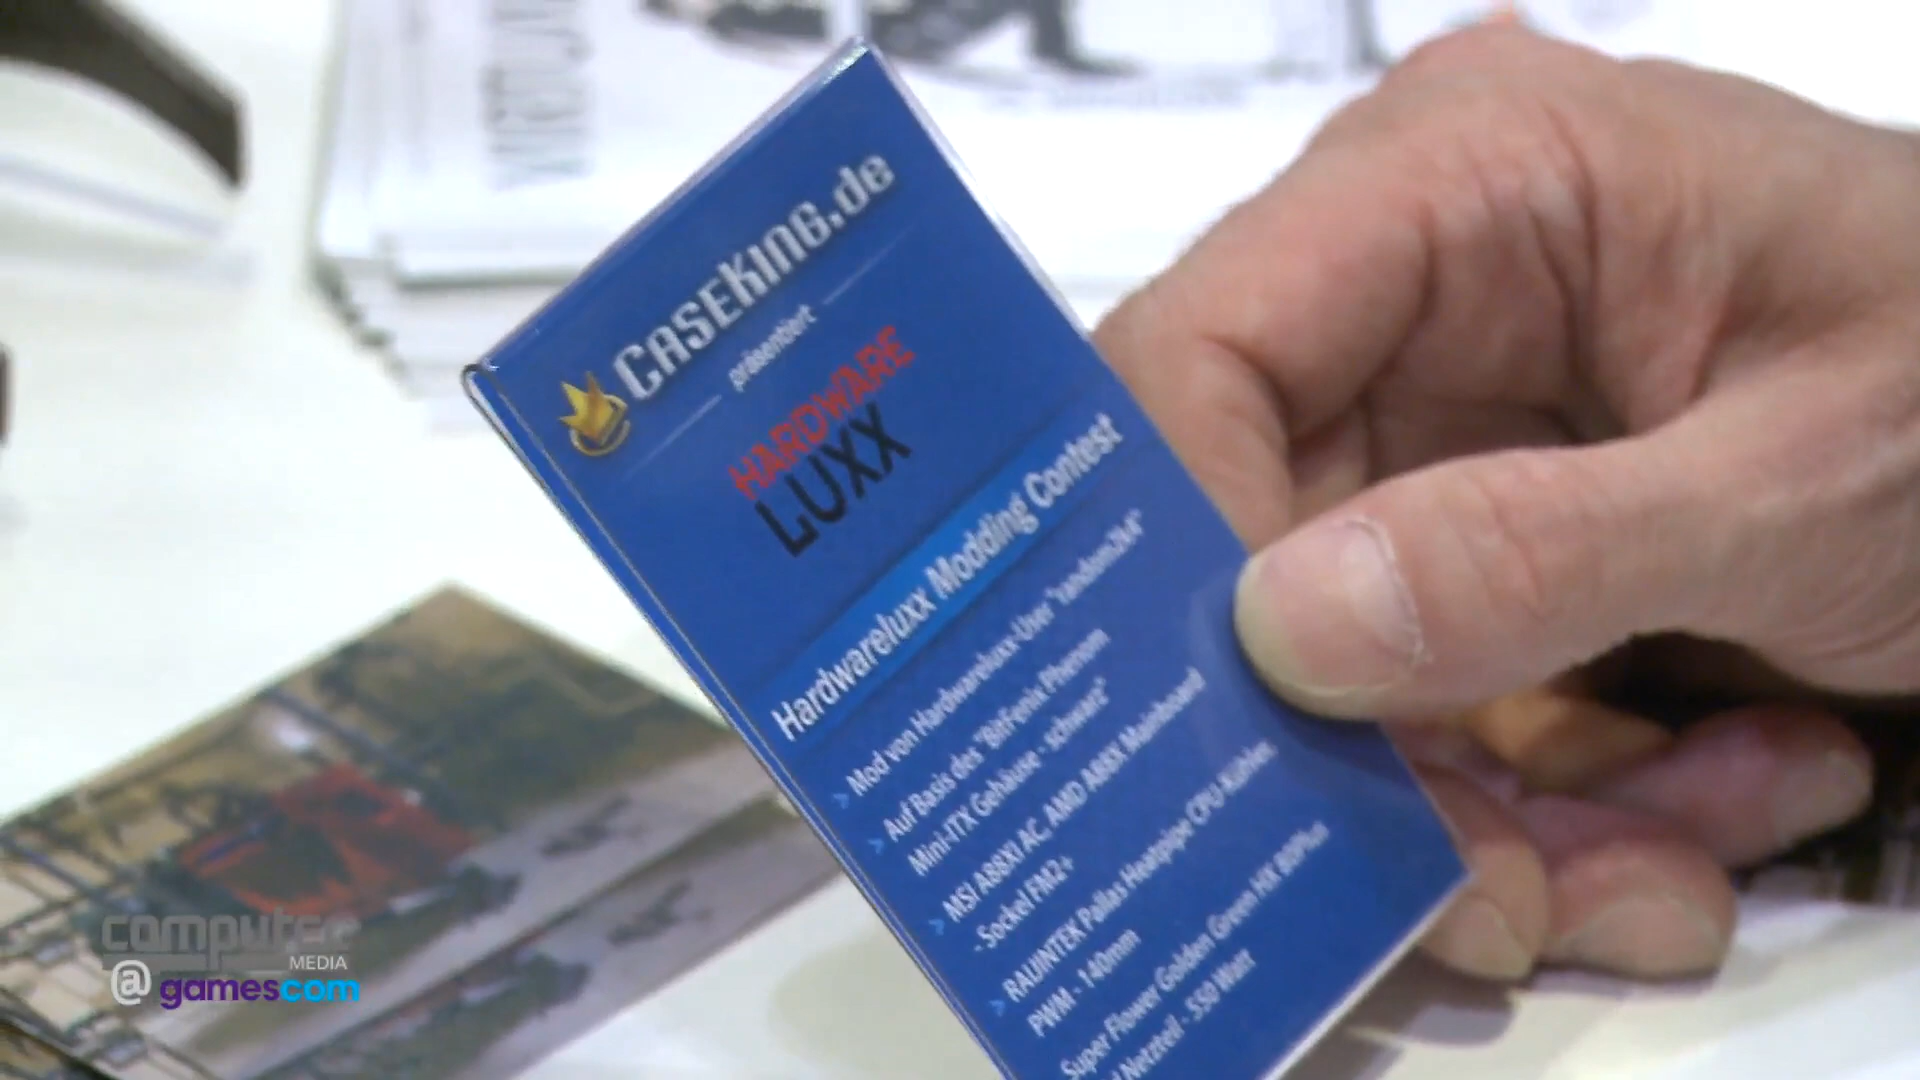 CASEKING.de
präsentiert
HARDWARE
LUXX
Hardwareluxx Modding Contest
Mod von Hardwareluxx-User "random2k4"
Auf Basis des "BitFenix Phenom
Mini-ITX Gehäuse - schwarz"
MSI A88XI AC, AMD A88X Mainboard
- Sockel FM2+
RAIJINTEK Pallas Heatpipe CPU-Kühler,
PWM - 140mm
Super Flower Golden Green HX 80Plus
Netzteil - 550 Watt
computec
MEDIA
@ gamescom